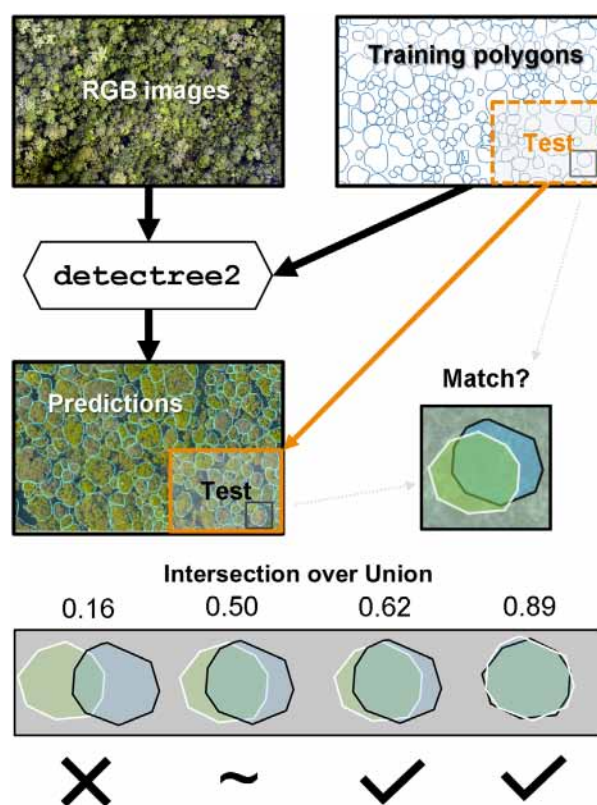 RGB images
Training polygons
Test
detectree2
Predictions
Test
Match?
Intersection over Union
0.16 0.50 0.62 0.89
~